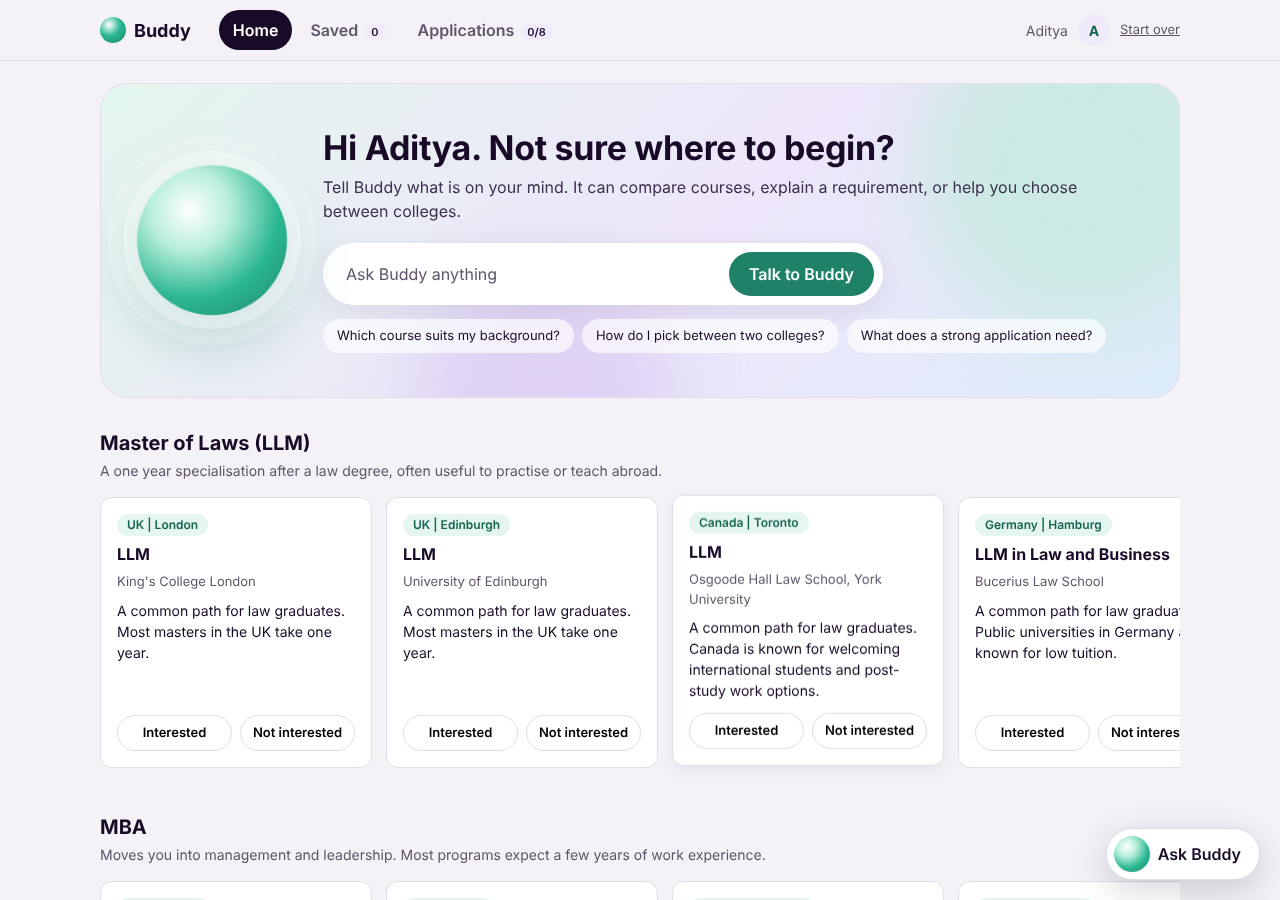 Buddy
Home
Saved 0
Applications 0/8
Aditya
A
Start over
Hi Aditya. Not sure where to begin?
Tell Buddy what is on your mind. It can compare courses, explain a requirement, or help you choose
between colleges.
Ask Buddy anything
Talk to Buddy
Which course suits my background?
How do I pick between two colleges?
What does a strong application need?
Master of Laws (LLM)
A one year specialisation after a law degree, often useful to practise or teach abroad.
UK | London
LLM
King's College London
A common path for law graduates.
Most masters in the UK take one
year.
Interested
Not interested
UK | Edinburgh
LLM
University of Edinburgh
A common path for law graduates.
Most masters in the UK take one
year.
Interested
Not interested
Canada | Toronto
LLM
Osgoode Hall Law School, York
University
A common path for law graduates.
Canada is known for welcoming
international students and post-
study work options.
Interested
Not interested
Germany | Hamburg
LLM in Law and Business
Bucerius Law School
A common path for law
Public universities in Germany
known for low tuition.
Interested
Not
MBA
Moves you into management and leadership. Most programs expect a few years of work experience.
Ask Buddy